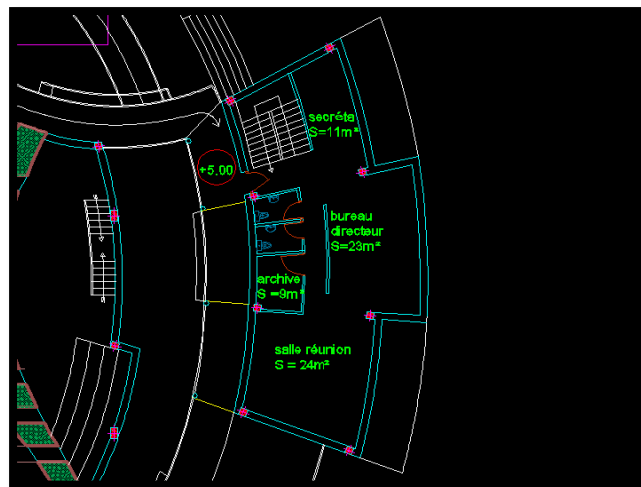 secréta
S=11m²
+5.00
bureau
directeur
S=23m²
archive
S =9m²
salle réunion
S = 24m²